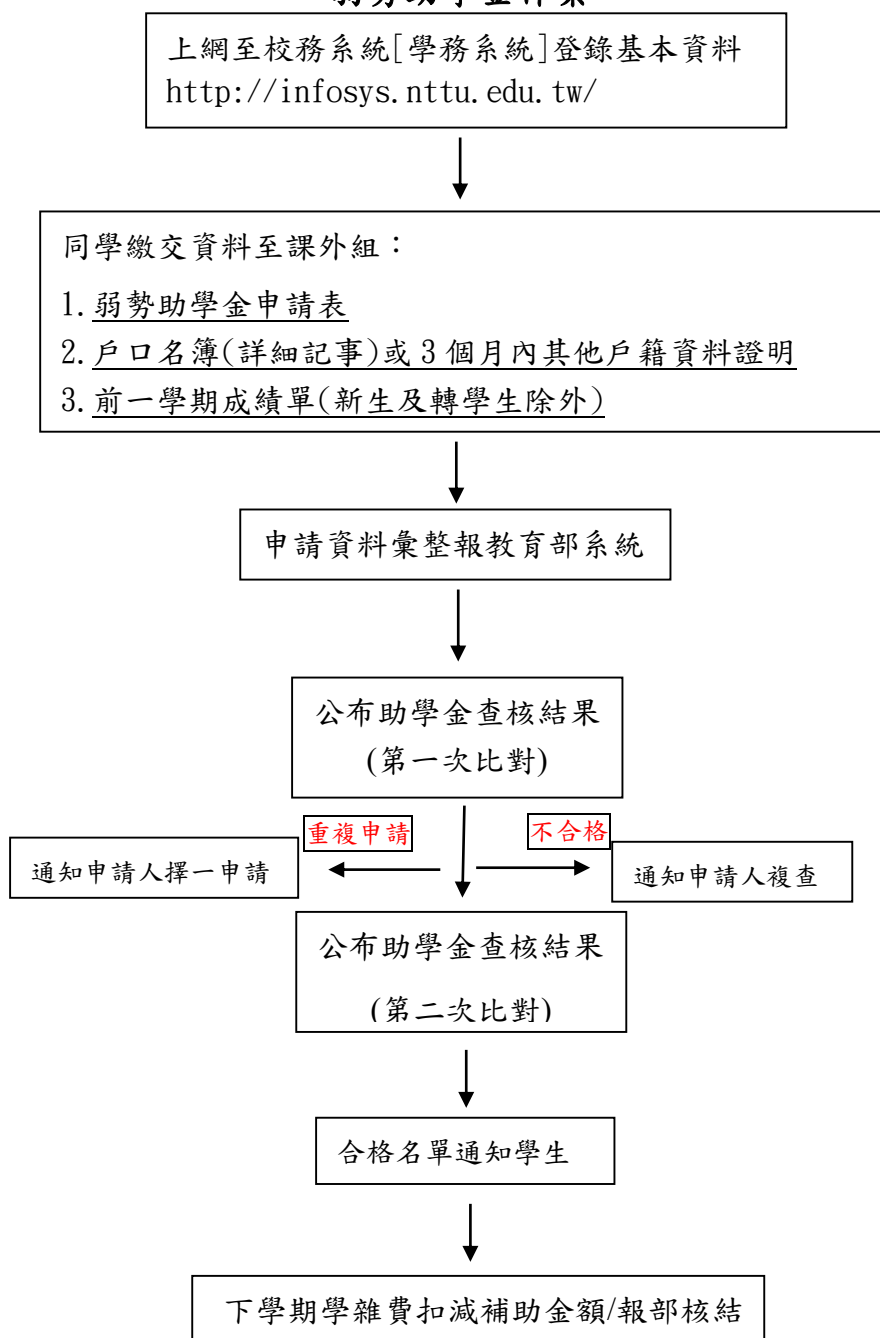 上網至校務系統[學務系統]登錄基本資料
http://infosys.nttu.edu.tw/
同學繳交資料至課外組：
1.弱勢助學金申請表
2.戶口名簿(詳細記事)或3個月內其他戶籍資料證明
3.前一學期成績單(新生及轉學生除外)
申請資料彙整報教育部系統
公布助學金查核結果
(第一次比對)
重複申請
不合格
通知申請人擇一申請
通知申請人複查
公布助學金查核結果
(第二次比對)
合格名單通知學生
下學期學雜費扣減補助金額/報部核結